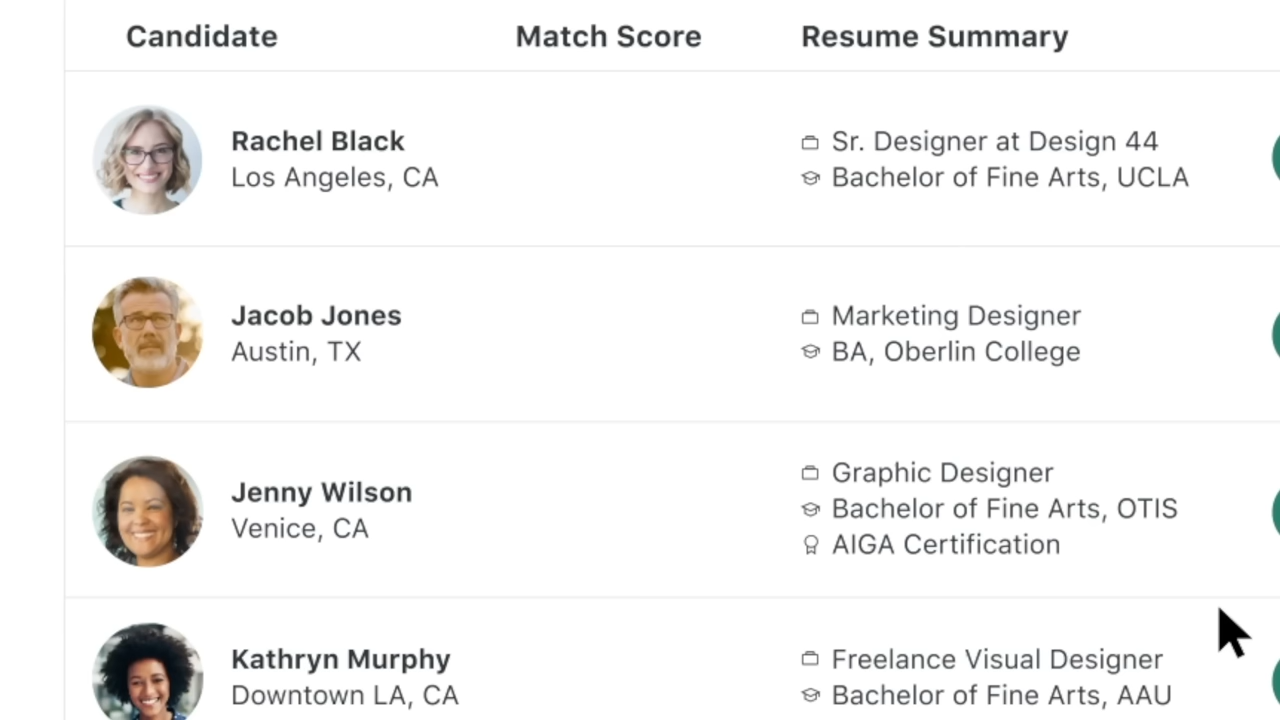 Candidate Match Score Resume Summary
Rachel Black
Los Angeles, CA
Sr. Designer at Design 44
Bachelor of Fine Arts, UCLA
Jacob Jones
Austin, TX
Marketing Designer
BA, Oberlin College
Jenny Wilson
Venice, CA
Graphic Designer
Bachelor of Fine Arts, OTIS
AIGA Certification
Kathryn Murphy
Downtown LA, CA
Freelance Visual Designer
Bachelor of Fine Arts, AAU